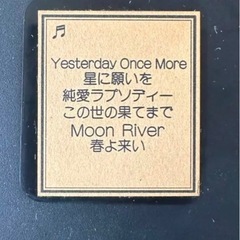 ♬
Yesterday Once More
星に願いを
純愛ラプソディー
この世の果てまで
Moon River
春よ来い